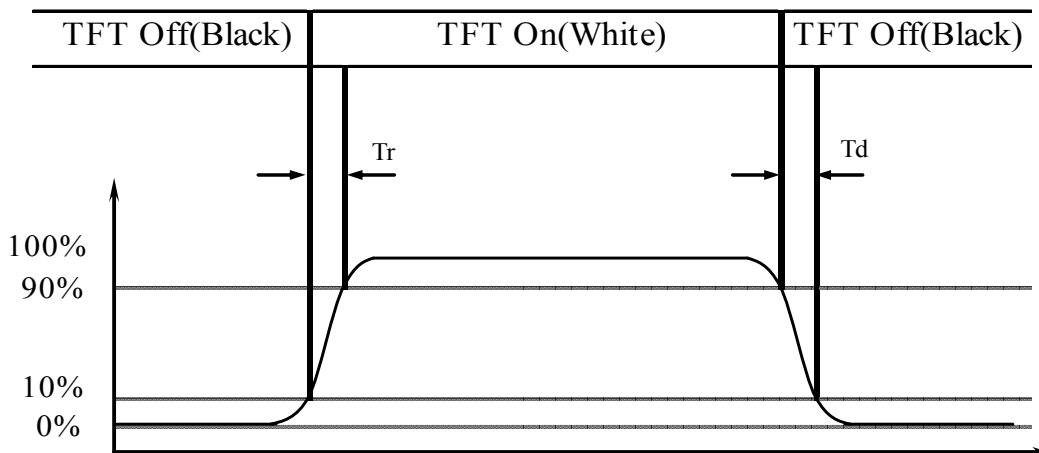 TFT Off(Black) TFT On(White) TFT Off(Black)
Tr Td
100%
90%
10%
0%